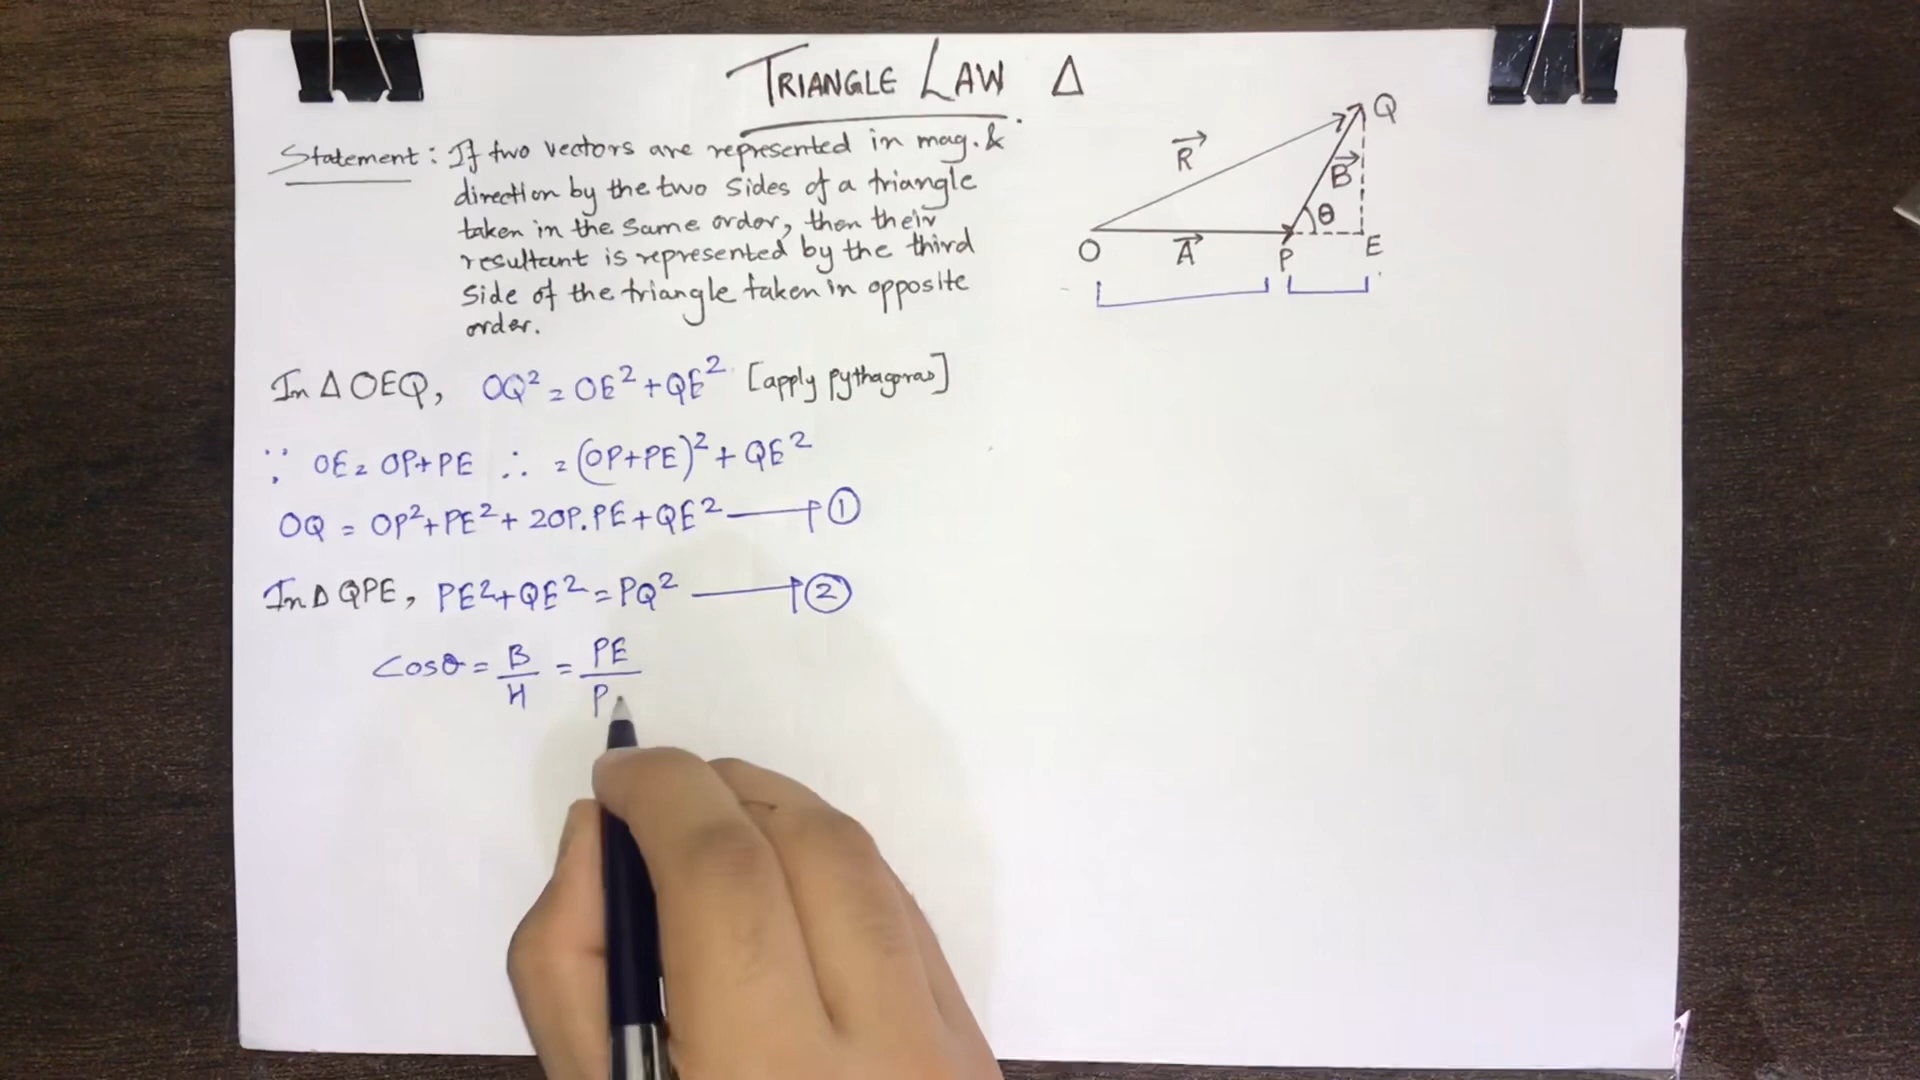 TRIANGLE LAW Δ
Statement: If two vectors are represented in mag. &
direction by the two sides of a triangle
taken in the same order, then their
resultant is represented by the third
side of the triangle taken in opposite
order.
Q
R⃗
B⃗
θ
O A⃗ P E
In Δ OEQ, OQ² = OE² + QE² [apply pythagoras]
∵ OE = OP + PE ∴ = (OP+PE)² + QE²
OQ = OP² + PE² + 2OP.PE + QE² → ①
In Δ QPE, PE² + QE² = PQ² → ②
Cosθ = B/H = PE/P